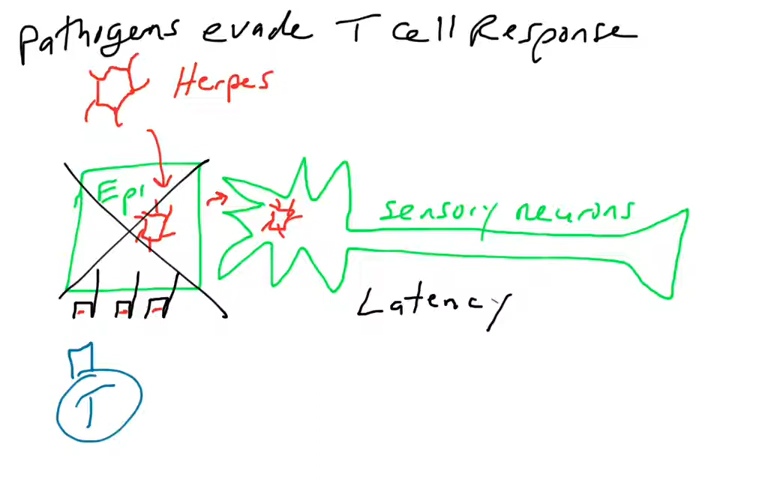 Pathogens evade T cell Response
Herpes
Epi
sensory neurons
Latency
T